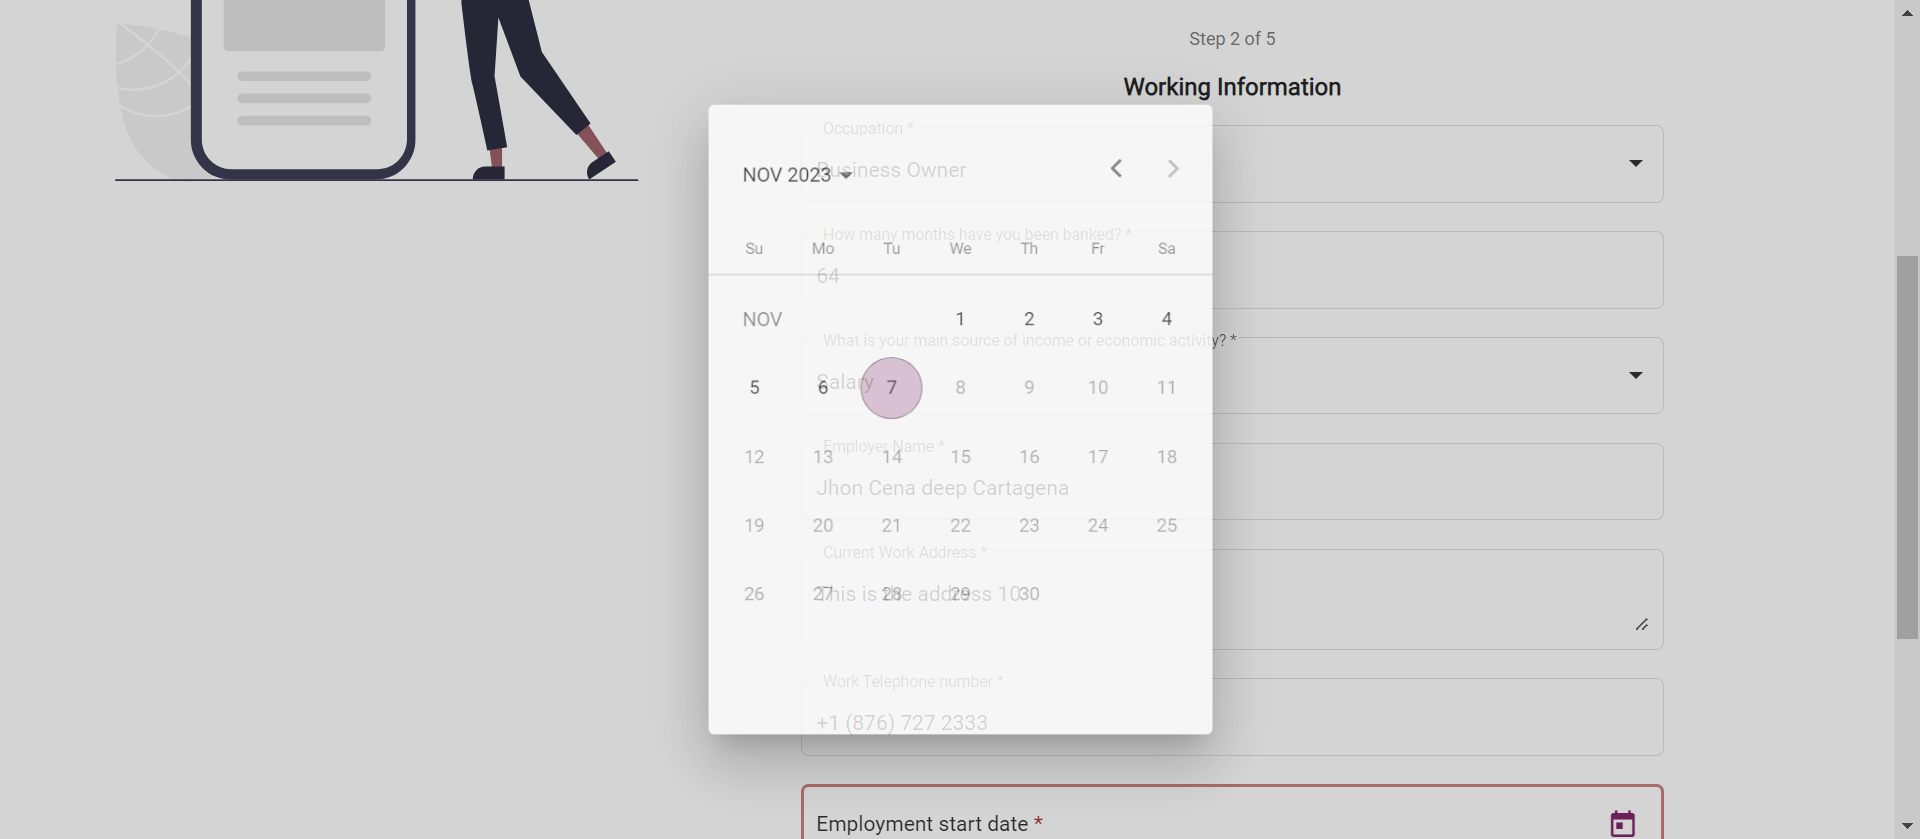 Step 2 of 5
Working Information
Occupation *
Business Owner
NOV 2023
How many months have you been banked? *
Su Mo Tu We Th Fr Sa
64
NOV 1 2 3 4
What is your main source of income or economic activity? *
Salary
5 6 7 8 9 10 11
Employer Name *
12 13 14 15 16 17 18
Jhon Cena deep Cartagena
19 20 21 22 23 24 25
Current Work Address *
This is the address 10
26 27 28 29 30
Work Telephone number *
+1 (876) 727 2333
Employment start date *